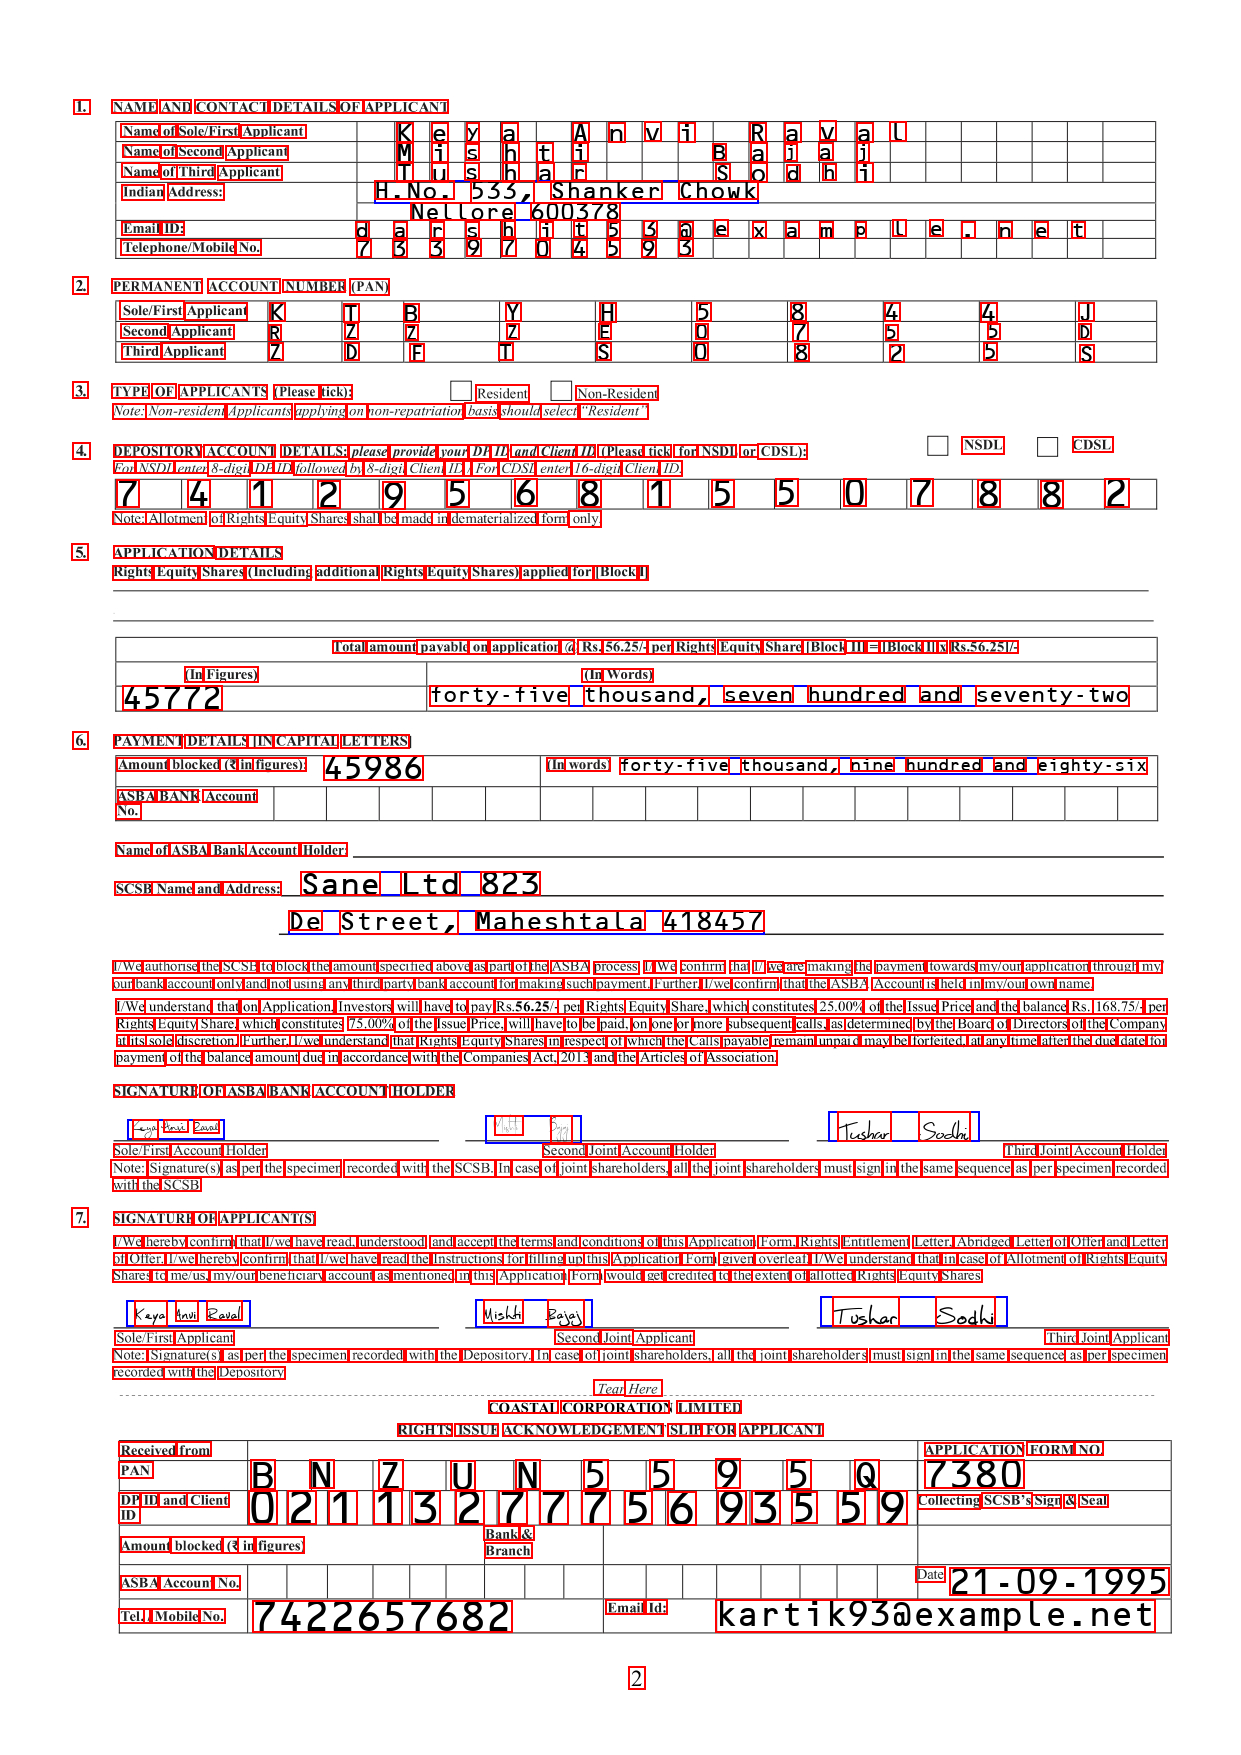 1. NAME AND CONTACT DETAILS OF APPLICANT
Name of Sole/First Applicant Keya Anvi Raval
Name of Second Applicant Mishti Bajaj
Name of Third Applicant Tushar Sodhi
Indian Address: H.No. 533, Shanker Chowk
Nellore 600378
Email ID: darshit53@example.net
Telephone/Mobile No. 7339704593
2. PERMANENT ACCOUNT NUMBER (PAN)
Sole/First Applicant K T B Y H 5 8 4 4 J
Second Applicant R Z Z Z E 0 7 5 5 D
Third Applicant Z D F T S 0 8 2 5 S
3. TYPE OF APPLICANTS (Please tick): Resident Non-Resident
Note: Non-resident Applicants applying on non-repatriation basis should select "Resident"
4. DEPOSITORY ACCOUNT DETAILS: please provide your DP ID and Client ID (Please tick for NSDL or CDSL): NSDL CDSL
For NSDL enter 8-digit DP ID followed by 8-digit Client ID / For CDSL enter 16-digit Client ID.
7 4 1 2 9 5 6 8 1 5 5 0 7 8 8 2
Note: Allotment of Rights Equity Shares shall be made in dematerialized form only.
5. APPLICATION DETAILS
Rights Equity Shares (Including additional Rights Equity Shares) applied for [Block I]
Total amount payable on application @ Rs. 56.25/- per Rights Equity Share [Block II] = [Block I] x Rs.56.25]/-
(In Figures) (In Words)
45772 forty-five thousand, seven hundred and seventy-two
6. PAYMENT DETAILS [IN CAPITAL LETTERS]
Amount blocked (₹ in figures): 45986 (In words) forty-five thousand, nine hundred and eighty-six
ASBA BANK Account
No.
Name of ASBA Bank Account Holder:
SCSB Name and Address: Sane Ltd 823
De Street, Maheshtala 418457
I/We authorise the SCSB to block the amount specified above as part of the ASBA process. I/We confirm that I/ we are making the payment towards my/our application through my/
our bank account only and not using any third party bank account for making such payment. Further, I/we confirm that the ASBA Account is held in my/our own name.
I/We understand that on Application, Investors will have to pay Rs.56.25/- per Rights Equity Share, which constitutes 25.00% of the Issue Price and the balance Rs. 168.75/- per
Rights Equity Share, which constitutes 75.00% of the Issue Price, will have to be paid, on one or more subsequent calls, as determined by the Board of Directors of the Company
at its sole discretion. Further, I/we understand that Rights Equity Shares in respect of which the Calls payable remain unpaid may be forfeited, at any time after the due date for
payment of the balance amount due in accordance with the Companies Act, 2013 and the Articles of Association.
SIGNATURE OF ASBA BANK ACCOUNT HOLDER
Keya Anvi Raval Mishti Bajaj Tushar Sodhi
Sole/First Account Holder Second Joint Account Holder Third Joint Account Holder
Note: Signature(s) as per the specimen recorded with the SCSB. In case of joint shareholders, all the joint shareholders must sign in the same sequence as per specimen recorded
with the SCSB
7. SIGNATURE OF APPLICANT(S)
I/We hereby confirm that I/we have read, understood and accept the terms and conditions of this Application Form, Rights Entitlement Letter, Abridged Letter of Offer and Letter
of Offer. I/we hereby confirm that I/we have read the Instructions for filling up this Application Form given overleaf. I/We understand that in case of Allotment of Rights Equity
Shares to me/us, my/our beneficiary account as mentioned in this Application Form would get credited to the extent of allotted Rights Equity Shares
Keya Anvi Raval Mishti Bajaj Tushar Sodhi
Sole/First Applicant Second Joint Applicant Third Joint Applicant
Note: Signature(s) as per the specimen recorded with the Depository. In case of joint shareholders, all the joint shareholders must sign in the same sequence as per specimen
recorded with the Depository
Tear Here
COASTAL CORPORATION LIMITED
RIGHTS ISSUE ACKNOWLEDGEMENT SLIP FOR APPLICANT
Received from APPLICATION FORM NO.
PAN B N Z U N 5 5 9 5 Q 7380
DP ID and Client
ID 0211327775693559 Collecting SCSB's Sign & Seal
Amount blocked (₹ in figures) Bank &
Branch
ASBA Account No. Date 21-09-1995
Tel./ Mobile No. 7422657682 Email Id: kartik93@example.net
2